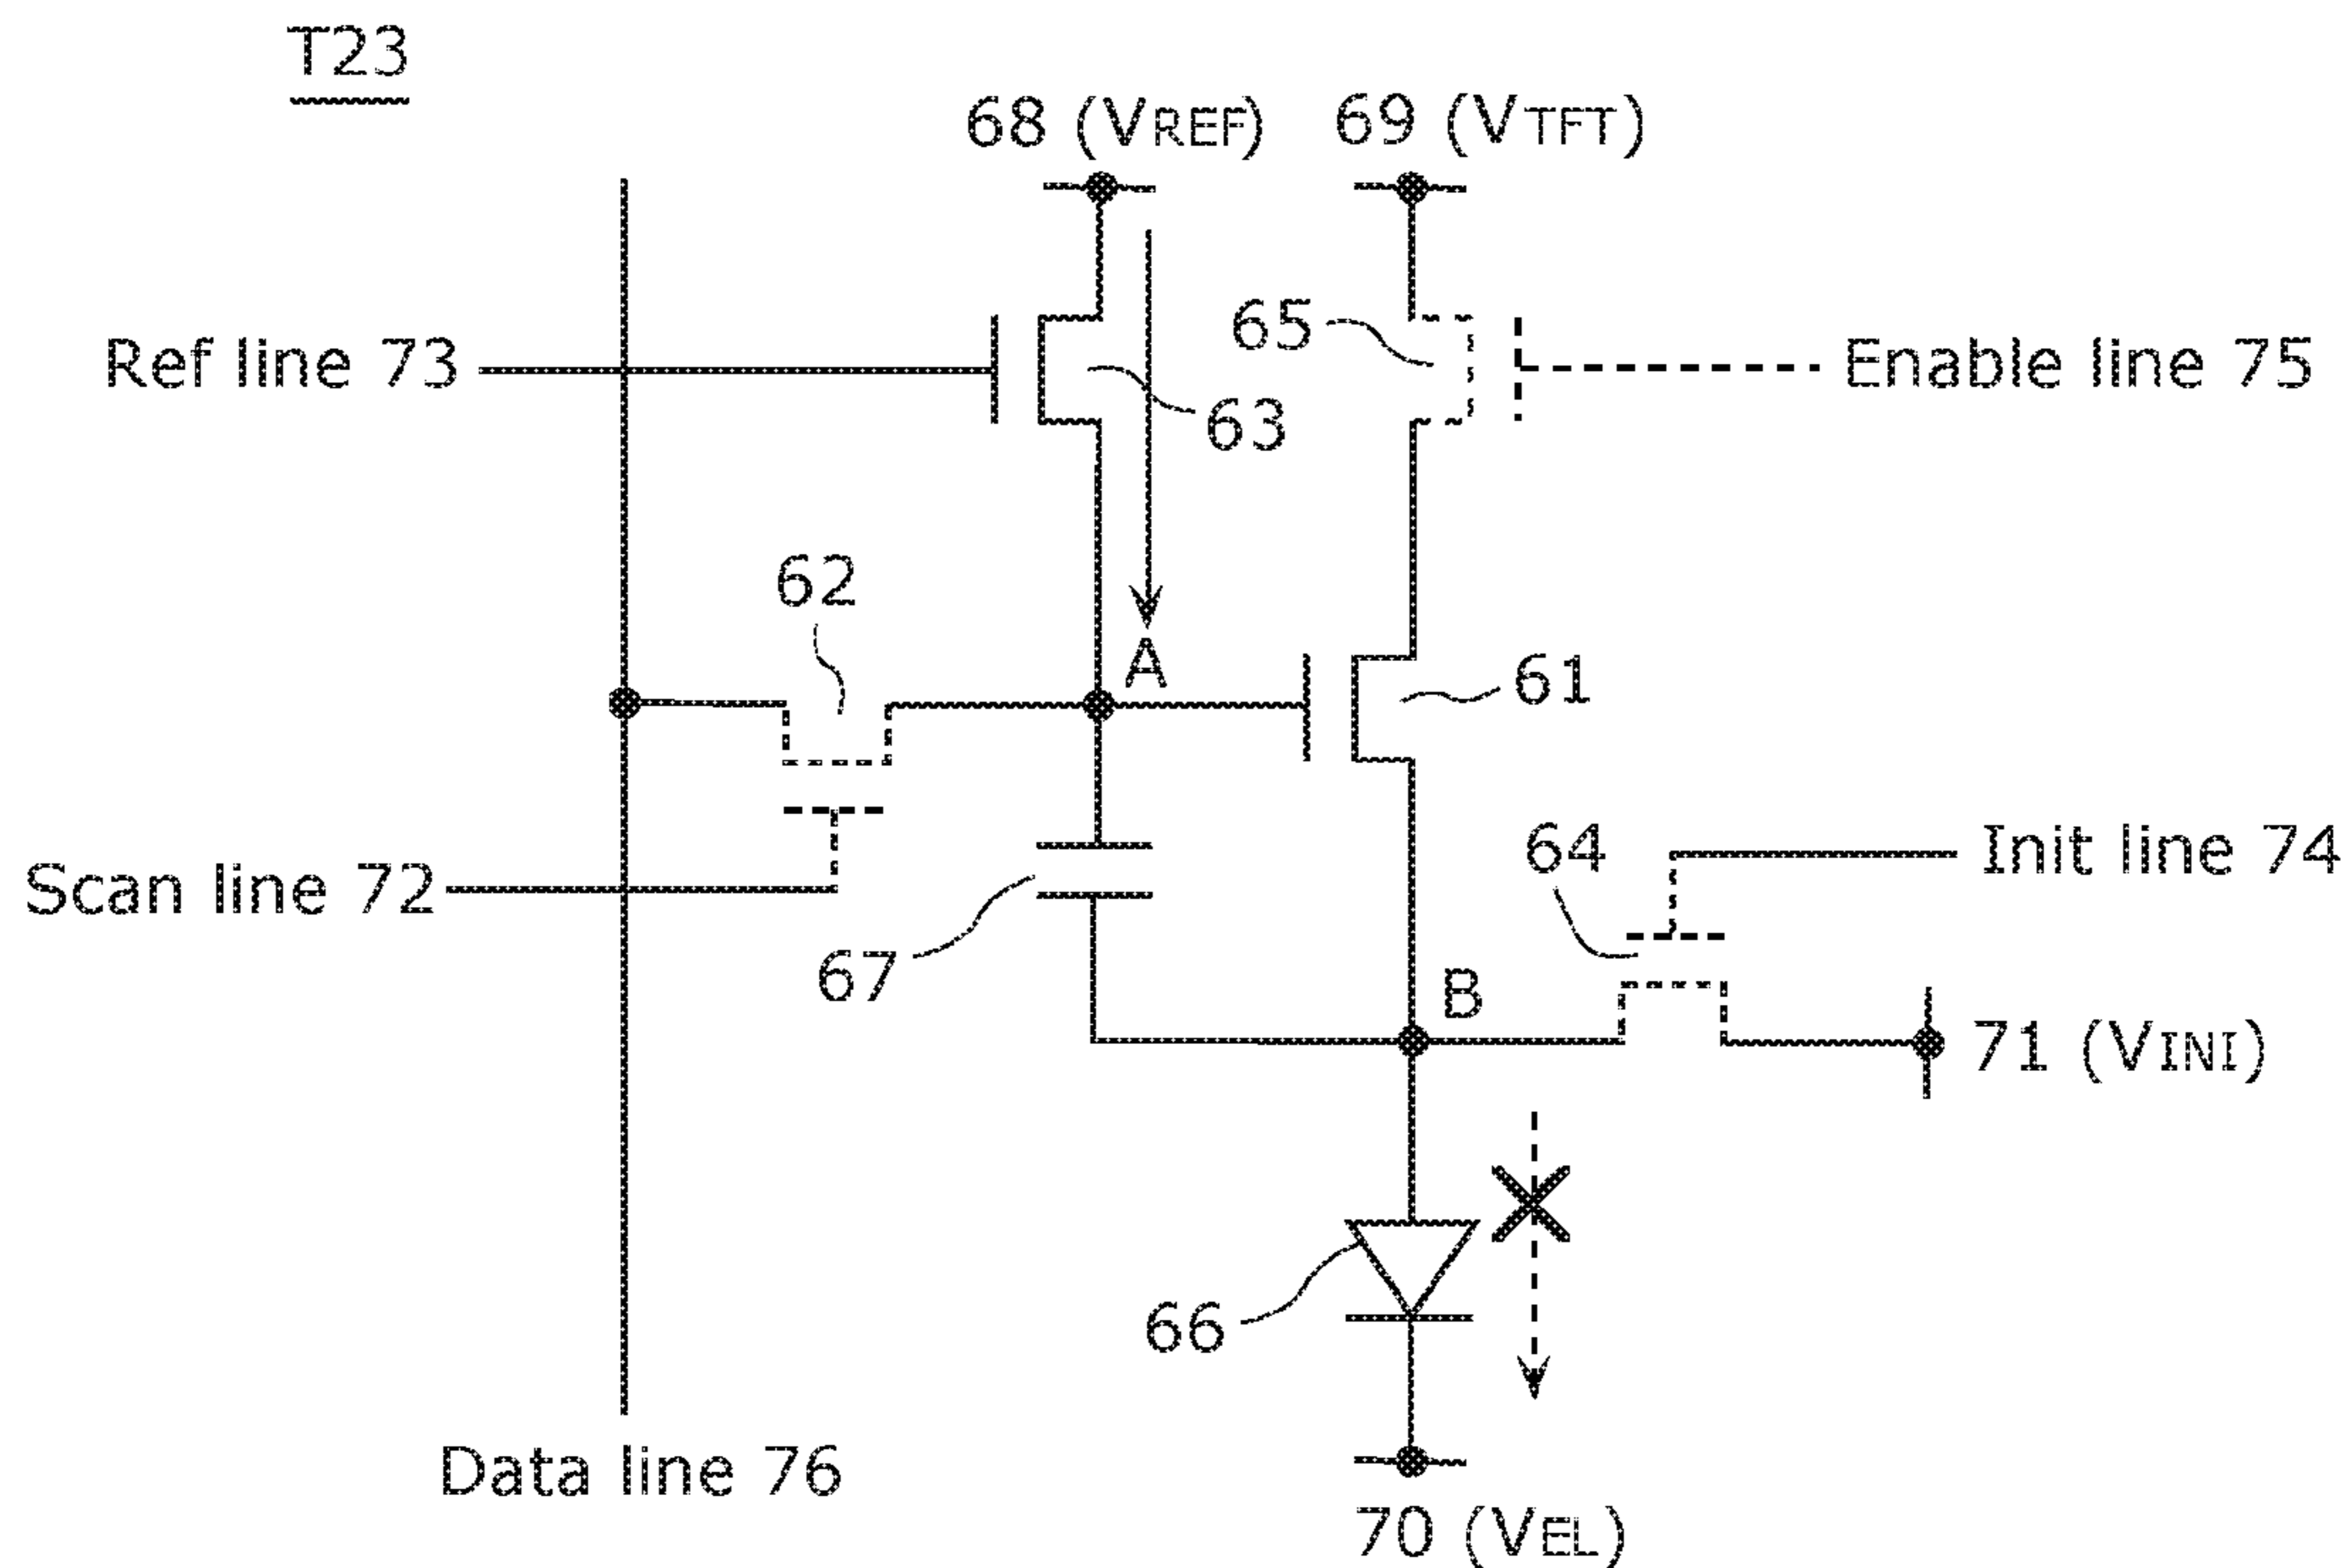 T23
68 (VREF)
69 (VTFT)
Ref line 73
65
Enable line 75
63
62
A
61
Scan line 72
67
64
Init line 74
B
71 (VINI)
66
Data line 76
70 (VEL)